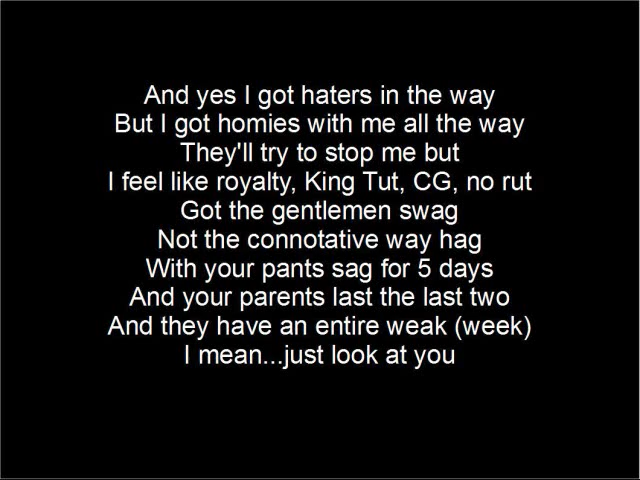 And yes I got haters in the way
But I got homies with me all the way
They'll try to stop me but
I feel like royalty, King Tut, CG, no rut
Got the gentlemen swag
Not the connotative way hag
With your pants sag for 5 days
And your parents last the last two
And they have an entire weak (week)
I mean...just look at you